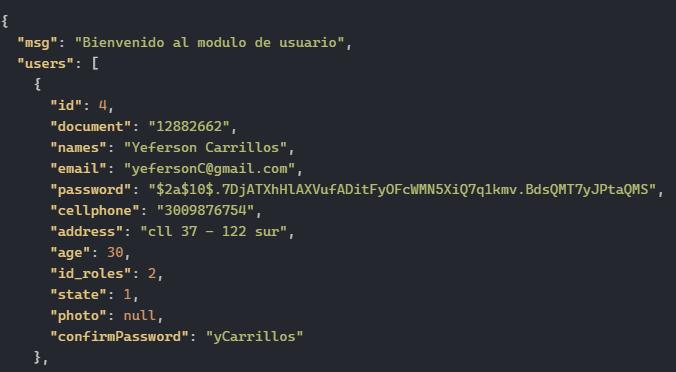 {
"msg": "Bienvenido al modulo de usuario",
"users": [
{
"id": 4,
"document": "12882662",
"names": "Yeferson Carrillos",
"email": "yefersonC@gmail.com",
"password": "$2a$10$.7DjATXhHlAXVufADitFyOFcWMN5XiQ7q1kmv.BdsQMT7yJPtaQMS",
"cellphone": "3009876754",
"address": "cll 37 - 122 sur",
"age": 30,
"id_roles": 2,
"state": 1,
"photo": null,
"confirmPassword": "yCarrillos"
},